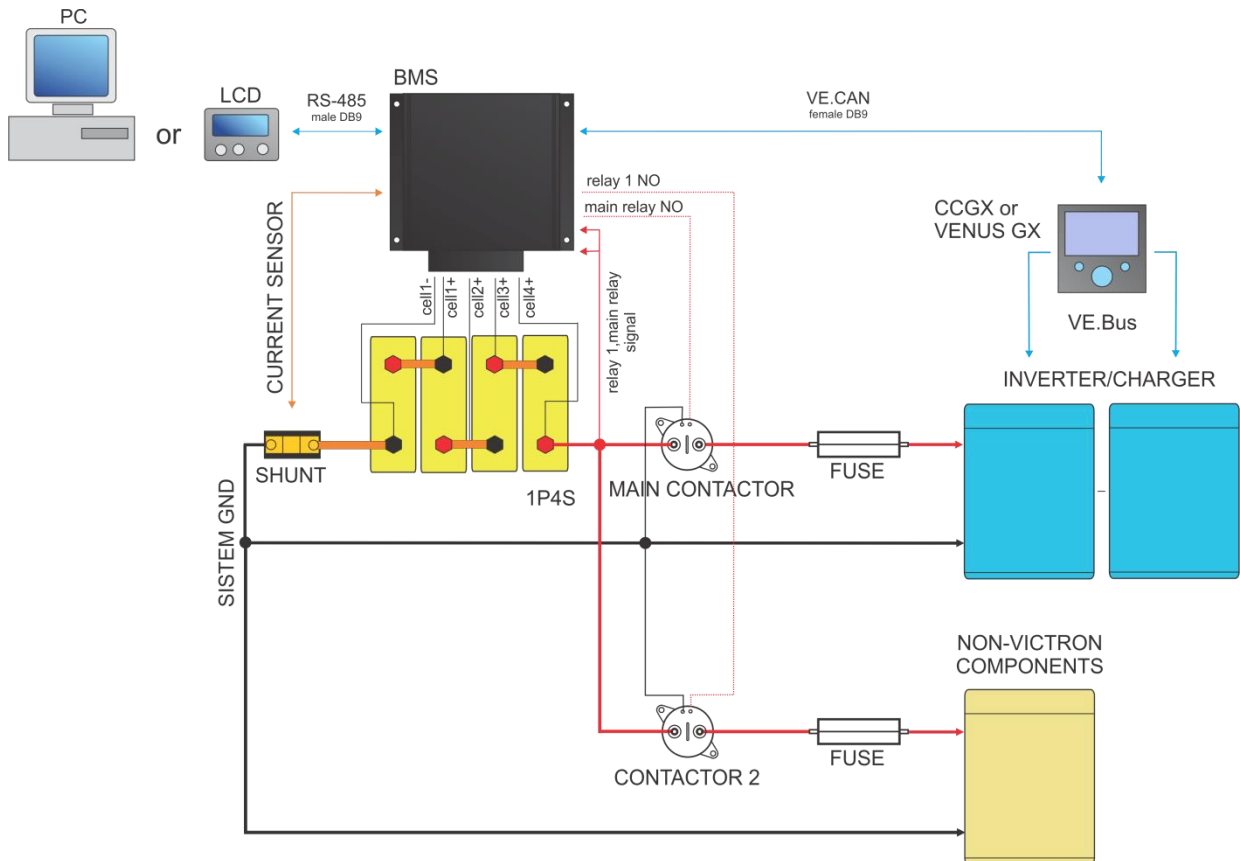 PC
BMS
LCD
or
RS-485
male DB9
VE.CAN
female DB9
relay 1 NO
main relay NO
CCGX or
VENUS GX
VE.Bus
CURRENT SENSOR
cell1-
cell1+
cell2+
cell3+
cell4+
relay 1,main relay
signal
INVERTER/CHARGER
SHUNT
1P4S
MAIN CONTACTOR
FUSE
SISTEM GND
NON-VICTRON
COMPONENTS
CONTACTOR 2
FUSE